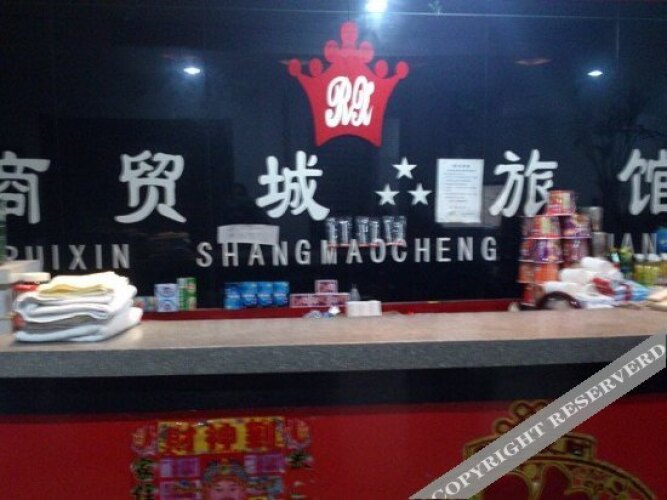 RX
商贸城 旅馆
RUIXIN SHANGMAOCHENG
财神到
COPYRIGHT RESERVERD